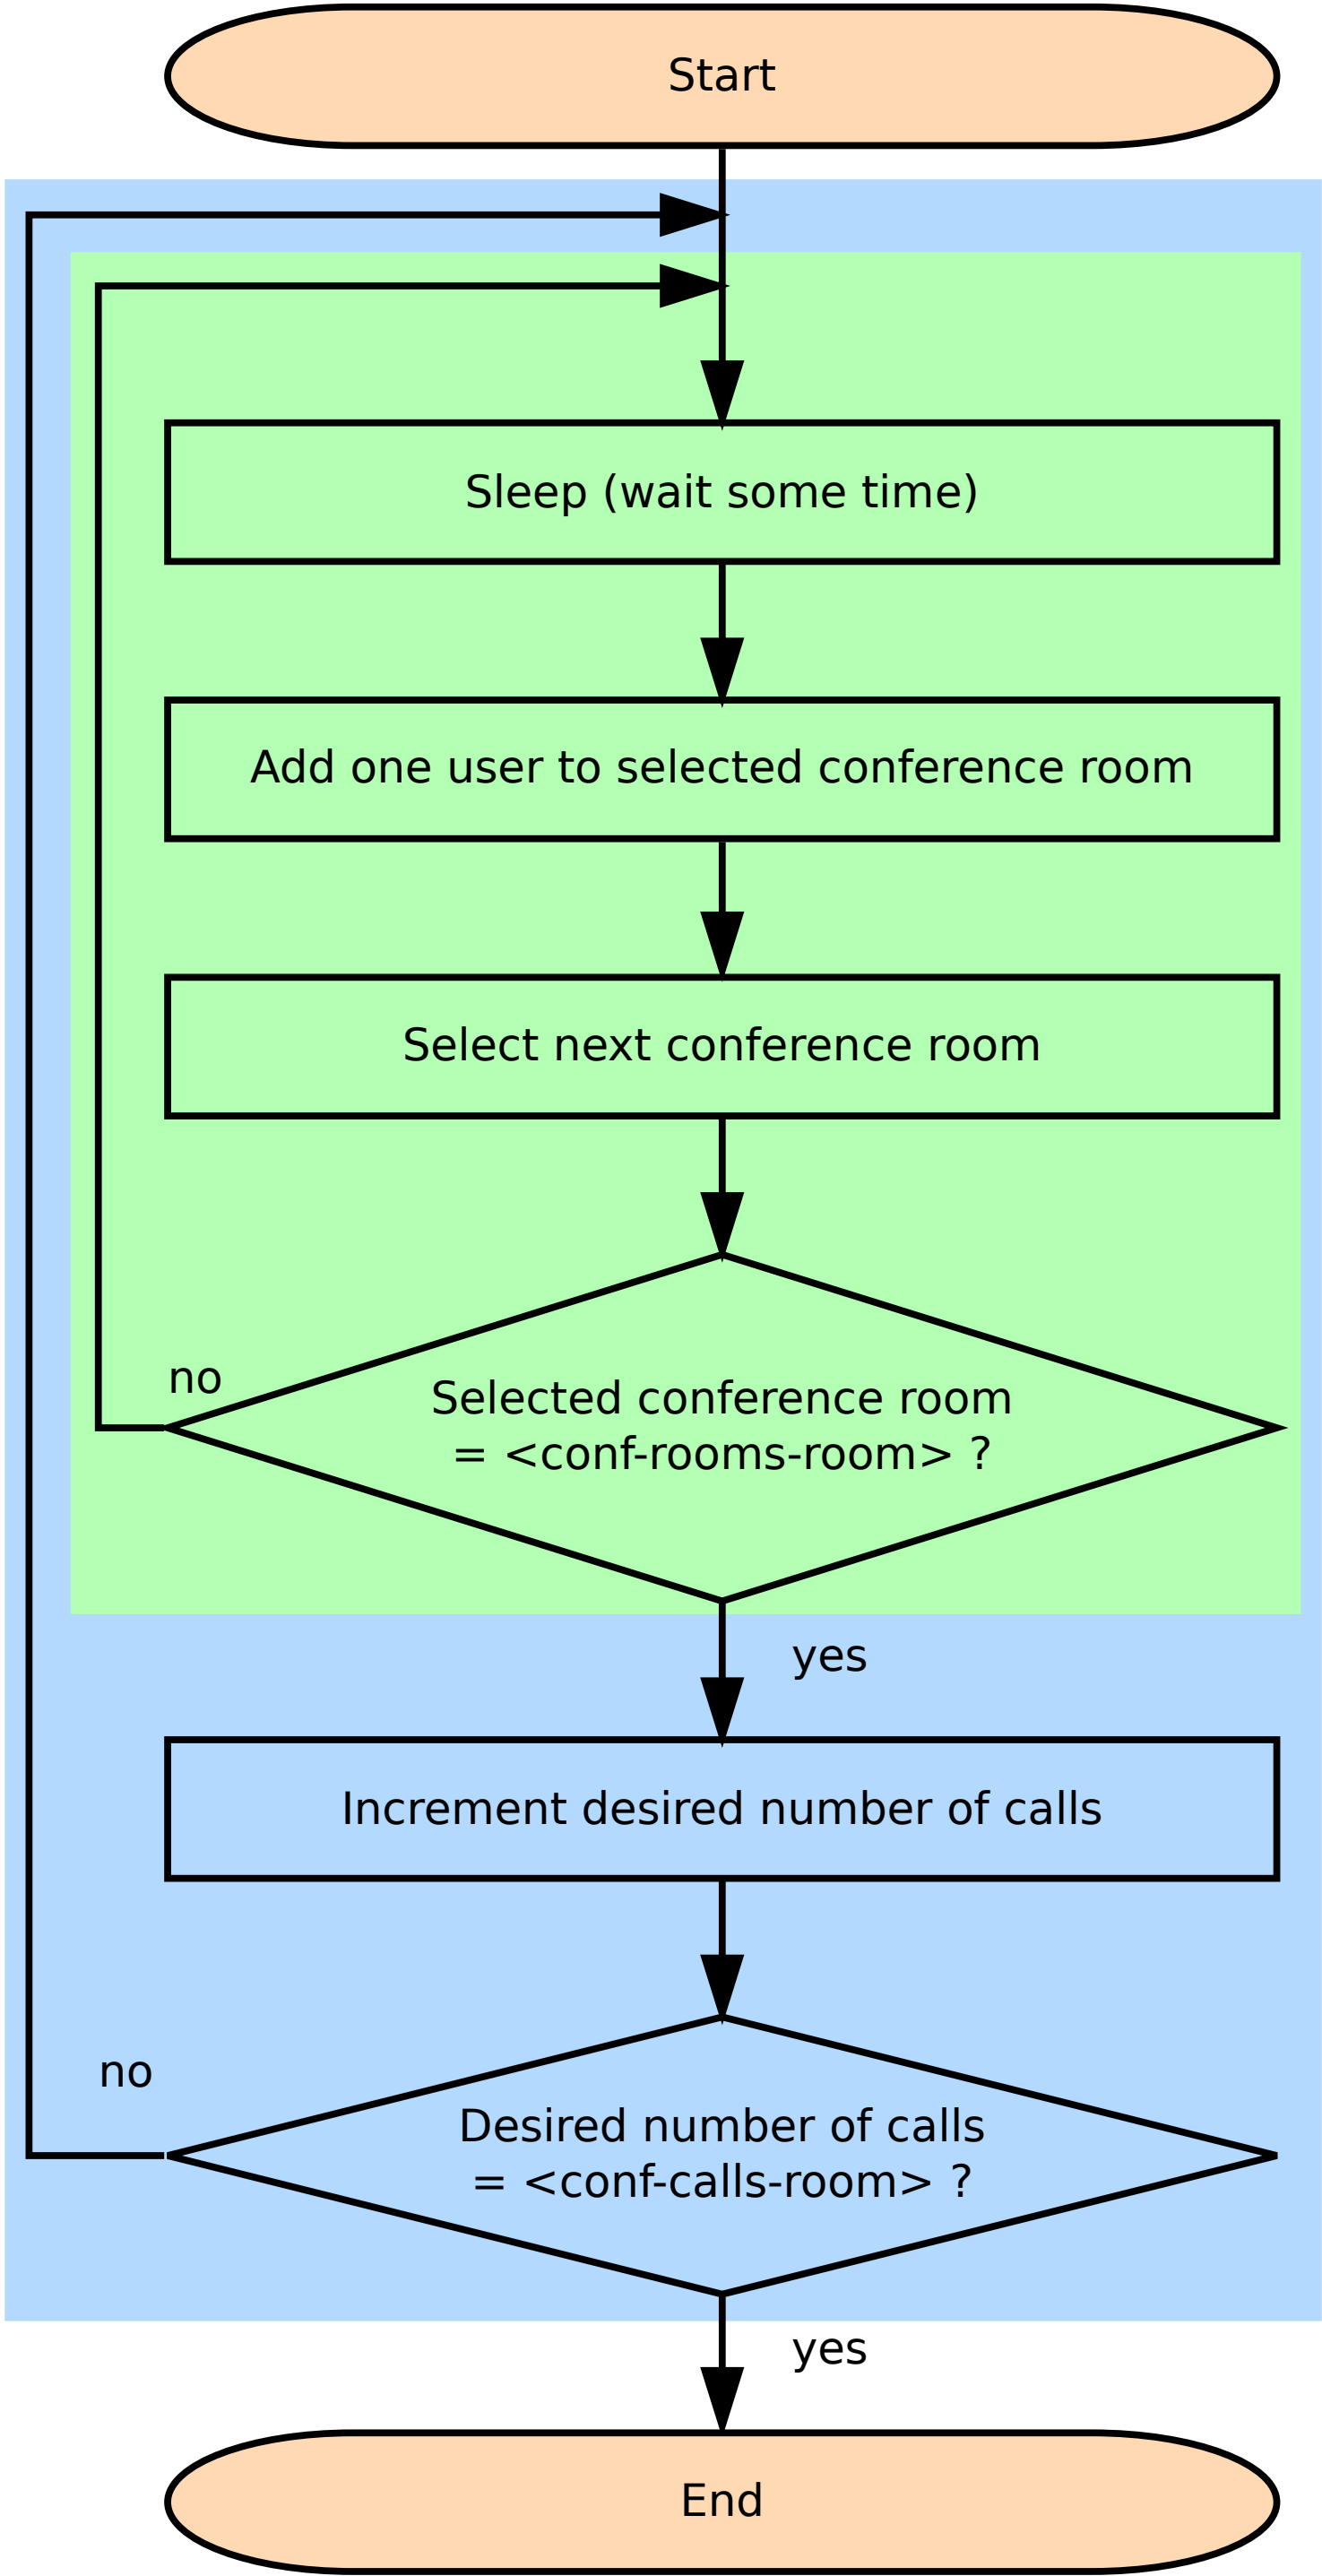 Start
Sleep (wait some time)
Add one user to selected conference room
Select next conference room
no
Selected conference room
= <conf-rooms-room> ?
yes
Increment desired number of calls
no
Desired number of calls
= <conf-calls-room> ?
yes
End